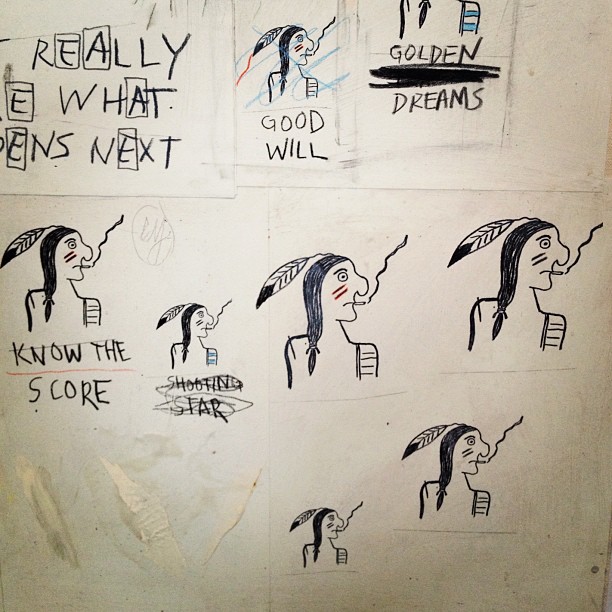 REALLY
E WHAT
ENS NEXT
GOOD
WILL
GOLDEN
DREAMS
KNOW THE
SCORE
SHOOTING
STAR